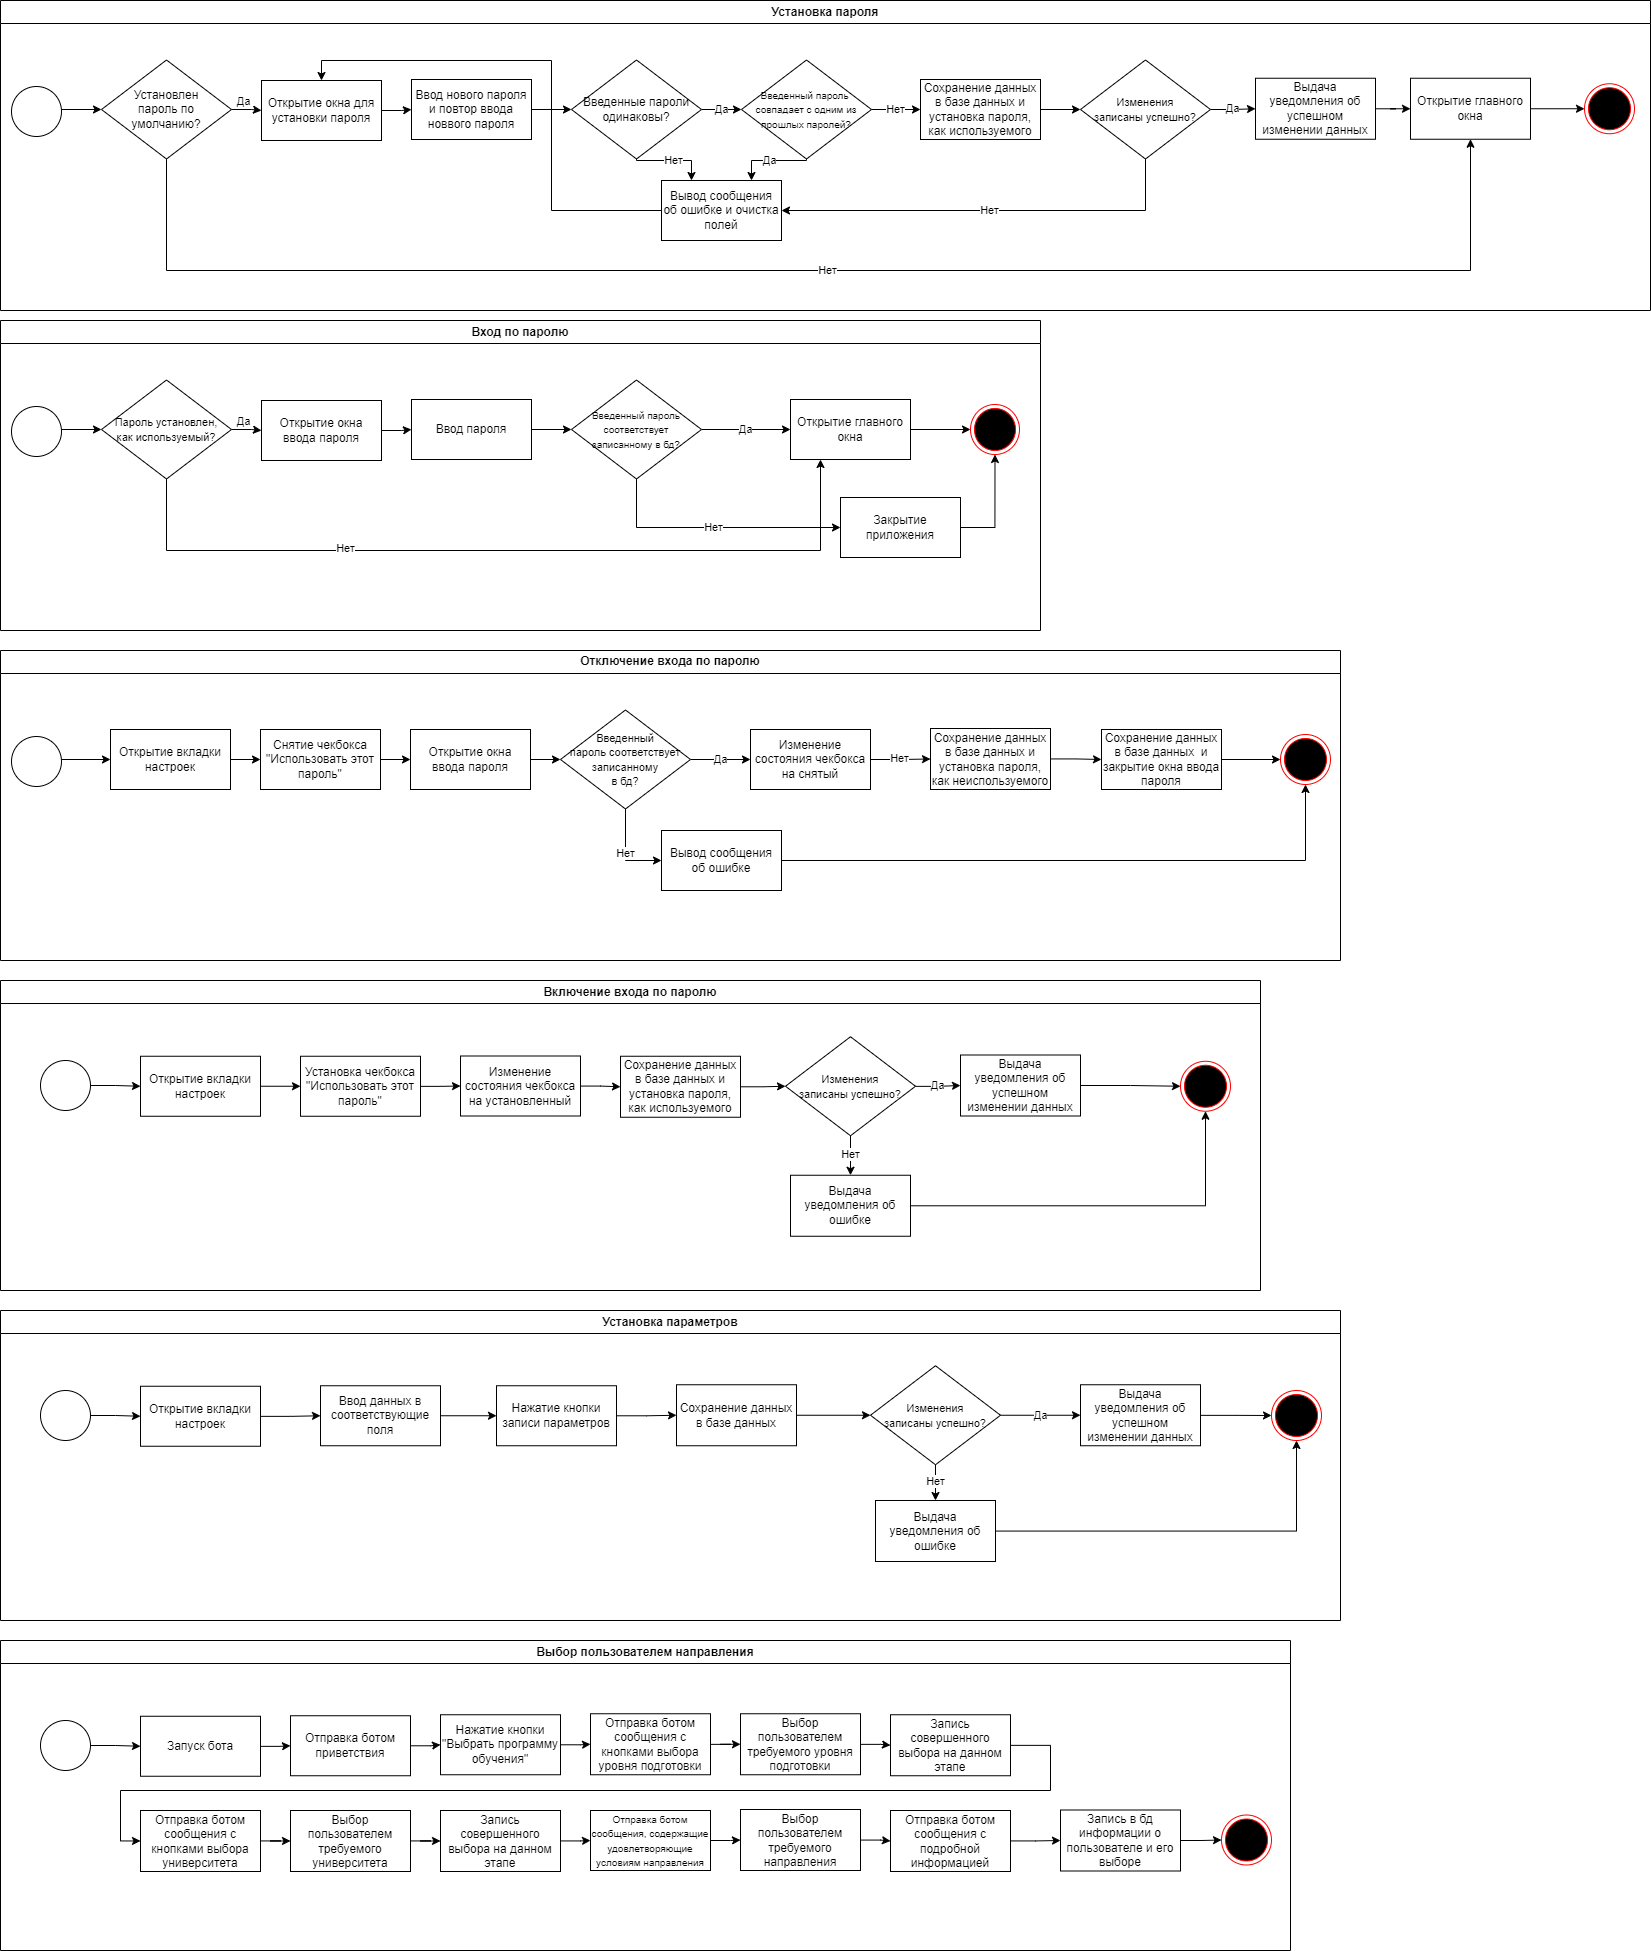 Установка пароля
Установлен
пароль по
умолчанию?
Да
Открытие окна для
установки пароля
Ввод нового пароля
и повтор ввода
новвого пароля
Введенные пароли
одинаковы?
Да
Введенный пароль
совпадает с одним из
прошлых паролей?
Нет
Сохранение данных
в базе данных и
установка пароля,
как используемого
Изменения
записаны успешно?
Да
Выдача
уведомления об
успешном
изменении данных
Открытие главного
окна
Нет
Да
Вывод сообщения
об ошибке и очистка
полей
Нет
Нет
Вход по паролю
Пароль установлен,
как используемый?
Да
Открытие окна
ввода пароля
Ввод пароля
Введенный пароль
соответствует
записанному в бд?
Да
Открытие главного
окна
Нет
Закрытие
приложения
Нет
Отключение входа по паролю
Открытие вкладки
настроек
Снятие чекбокса
"Использовать этот
пароль"
Открытие окна
ввода пароля
Введенный
пароль соответствует
записанному
в бд?
Да
Изменение
состояния чекбокса
на снятый
Нет
Сохранение данных
в базе данных и
установка пароля,
как неиспользуемого
Сохранение данных
в базе данных и
закрытие окна ввода
пароля
Нет
Вывод сообщения
об ошибке
Включение входа по паролю
Открытие вкладки
настроек
Установка чекбокса
"Использовать этот
пароль"
Изменение
состояния чекбокса
на установленный
Сохранение данных
в базе данных и
установка пароля,
как используемого
Изменения
записаны успешно?
Да
Выдача
уведомления об
успешном
изменении данных
Нет
Выдача
уведомления об
ошибке
Установка параметров
Открытие вкладки
настроек
Ввод данных в
соответствующие
поля
Нажатие кнопки
записи параметров
Сохранение данных
в базе данных
Изменения
записаны успешно?
Да
Выдача
уведомления об
успешном
изменении данных
Нет
Выдача
уведомления об
ошибке
Выбор пользователем направления
Запуск бота
Отправка ботом
приветствия
Нажатие кнопки
"Выбрать программу
обучения"
Отправка ботом
сообщения с
кнопками выбора
уровня подготовки
Выбор
пользователем
требуемого уровня
подготовки
Запись
совершенного
выбора на данном
этапе
Отправка ботом
сообщения с
кнопками выбора
университета
Выбор
пользователем
требуемого
университета
Запись
совершенного
выбора на данном
этапе
Отправка ботом
сообщения, содержащие
удовлетворяющие
условиям направления
Выбор
пользователем
требуемого
направления
Отправка ботом
сообщения с
подробной
информацией
Запись в бд
информации о
пользователе и его
выборе